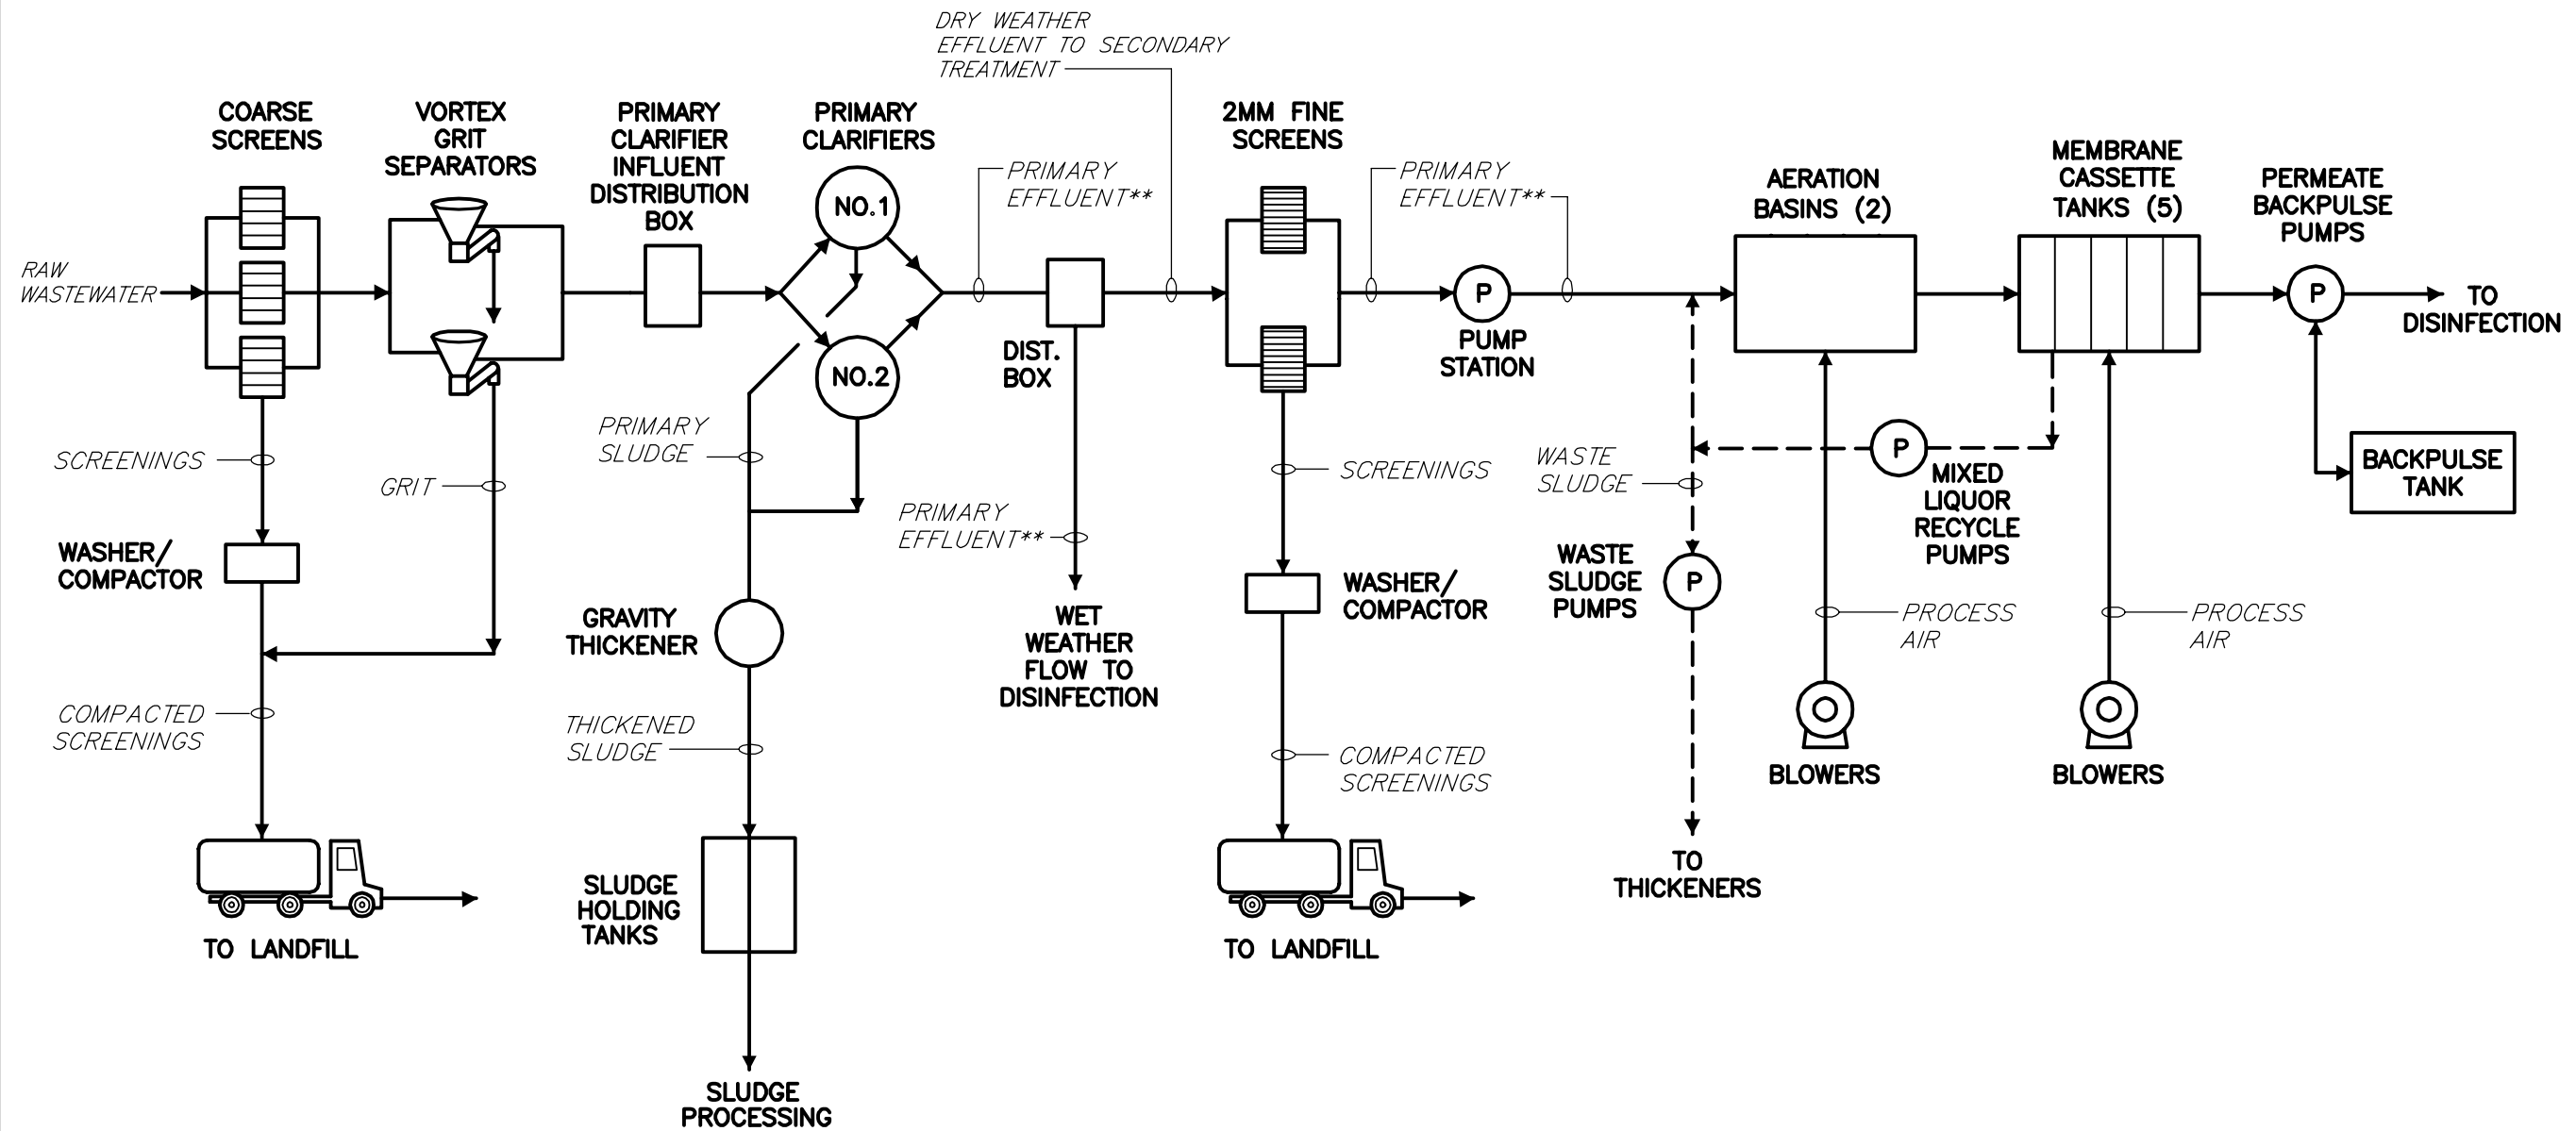 DRY WEATHER
EFFLUENT TO SECONDARY
TREATMENT
COARSE
SCREENS
VORTEX
GRIT
SEPARATORS
PRIMARY
CLARIFIER
INFLUENT
DISTRIBUTION
BOX
PRIMARY
CLARIFIERS
NO.1
NO.2
PRIMARY
EFFLUENT**
2MM FINE
SCREENS
PRIMARY
EFFLUENT**
AERATION
BASINS (2)
MEMBRANE
CASSETTE
TANKS (5)
PERMEATE
BACKPULSE
PUMPS
RAW
WASTEWATER
DIST.
BOX
P
PUMP
STATION
P
TO
DISINFECTION
SCREENINGS
GRIT
PRIMARY
SLUDGE
PRIMARY
EFFLUENT**
SCREENINGS
WASTE
SLUDGE
P
MIXED
LIQUOR
RECYCLE
PUMPS
BACKPULSE
TANK
WASHER/
COMPACTOR
GRAVITY
THICKENER
WET
WEATHER
FLOW TO
DISINFECTION
WASHER/
COMPACTOR
WASTE
SLUDGE
PUMPS
P
PROCESS
AIR
PROCESS
AIR
COMPACTED
SCREENINGS
THICKENED
SLUDGE
COMPACTED
SCREENINGS
BLOWERS
BLOWERS
TO LANDFILL
SLUDGE
HOLDING
TANKS
TO LANDFILL
TO
THICKENERS
SLUDGE
PROCESSING